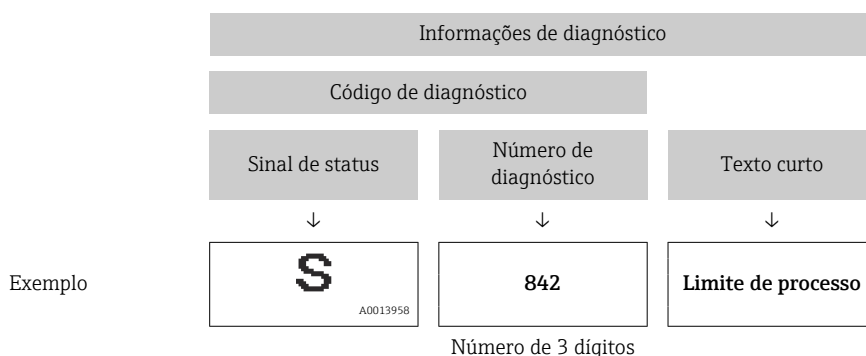 Informações de diagnóstico
Código de diagnóstico
Sinal de status
Número de
diagnóstico
Texto curto
↓ ↓ ↓
Exemplo
S
A0013958
842
Limite de processo
Número de 3 dígitos